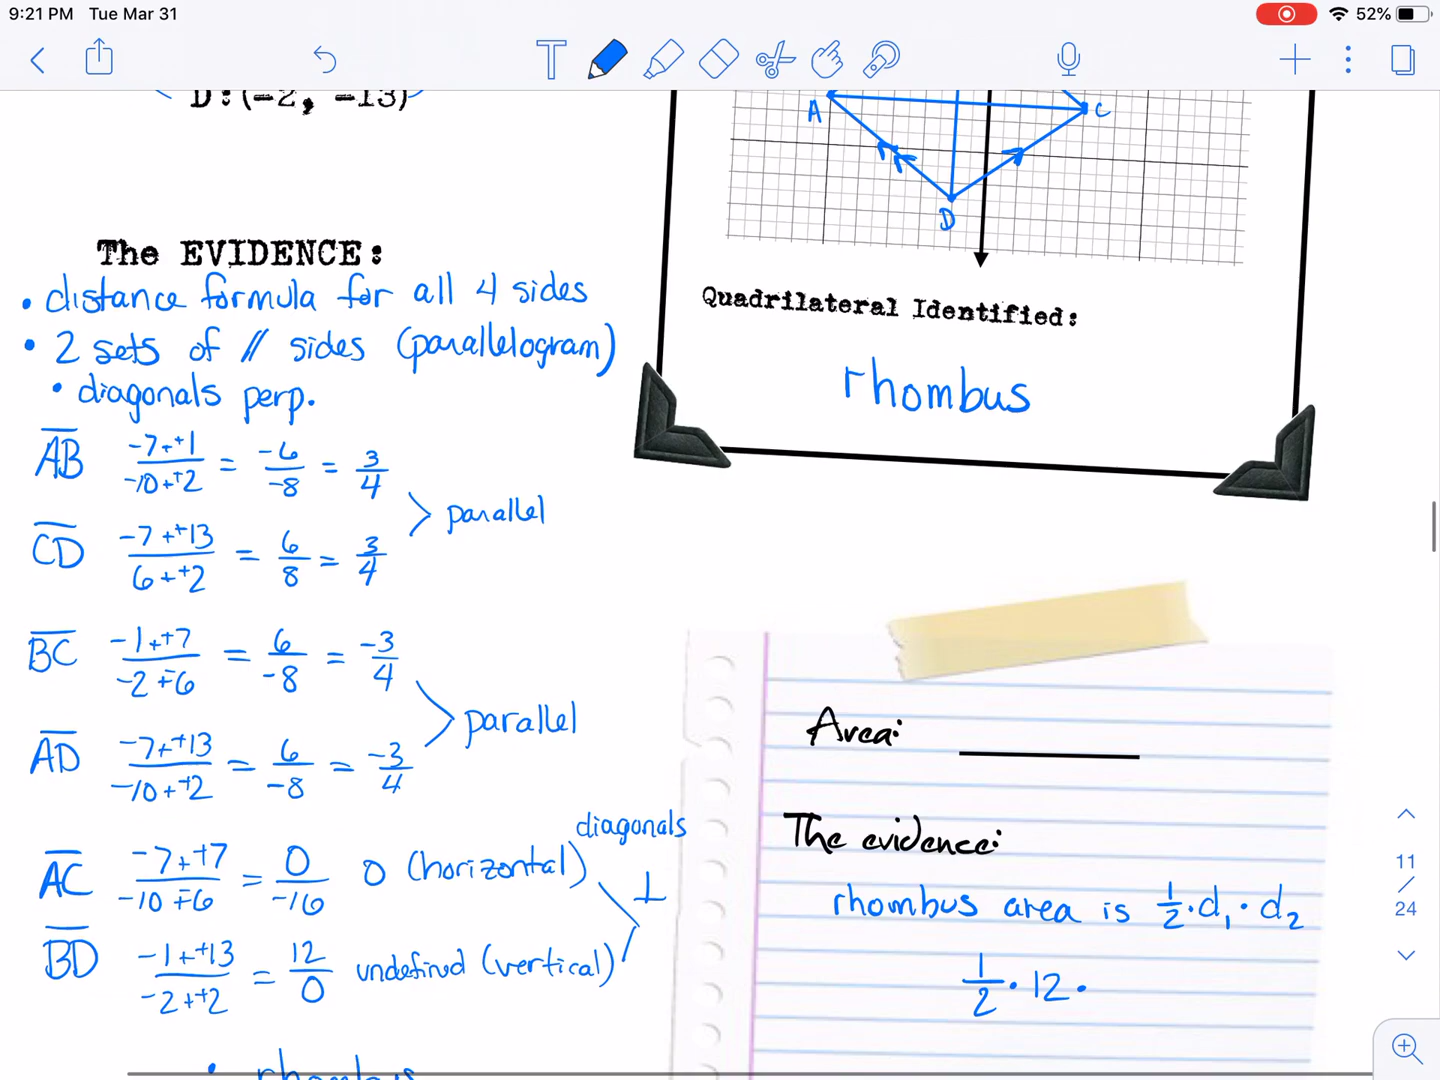 9:21 PM Tue Mar 31
52%
D:(−2, −13)
A
C
D
The EVIDENCE:
• distance formula for all 4 sides
• 2 sets of // sides (parallelogram)
• diagonals perp.
Quadrilateral Identified:
rhombus
AB -7++1/-10++2 = -6/-8 = 3/4
CD -7++13/6++2 = 6/8 = 3/4
> parallel
BC -1++7/-2+-6 = 6/-8 = -3/4
AD -7++13/-10++2 = 6/-8 = -3/4
> parallel
diagonals
AC -7++7/-10+-6 = 0/-16 0 (horizontal)
BD -1++13/-2++2 = 12/0 undefined (vertical)
⊥
• rhombus
Area:
The evidence:
rhombus area is 1/2·d₁·d₂
1/2·12·
11
/
24